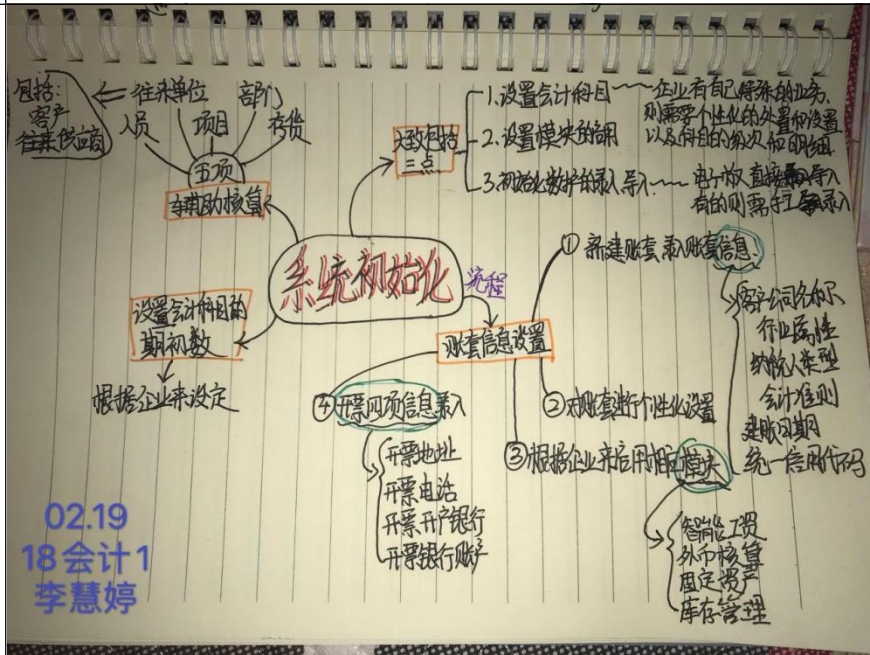 包括:
客户
往来供应商
往来单位
部门
人员
项目
存货
五项
辅助核算
大致包括
三点
1.设置会计科目
企业有自己特殊的业务,
则需要个性化的处置和设置
以及科目的级次和明细.
2.设置模块的启用
3.初始化数据的录入导入
电子版直接导入
有的则需手工录入
系统初始化
流程
账套信息设置
①新建账套录入账套信息.
客户公司名称
行业属性
纳税人类型
会计准则
建账日期
统一信用代码
②对账套进行个性化设置
③根据企业来启用相应模块
智能工资
外币核算
固定资产
库存管理
④开票四项信息录入
开票地址
开票电话
开票开户银行
开票银行账户
设置会计科目的
期初数
根据企业来设定
02.19
18会计1
李慧婷